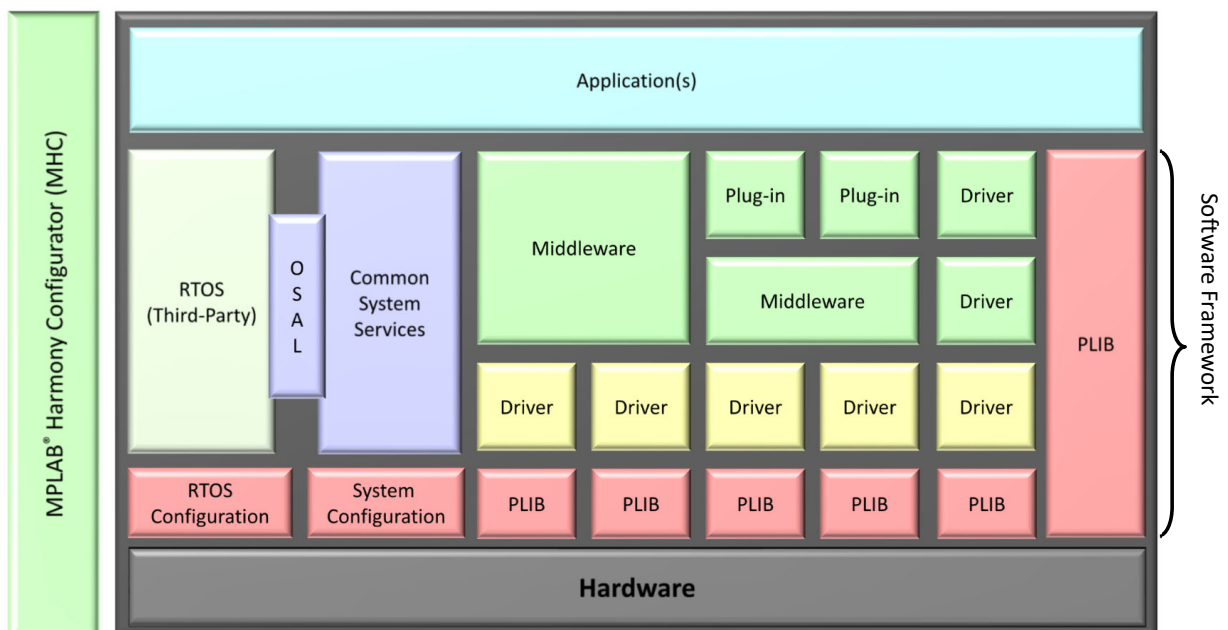 MPLAB® Harmony Configurator (MHC)
Application(s)
RTOS
(Third-Party)
O
S
A
L
Common
System
Services
Middleware
Plug-in
Plug-in
Driver
Middleware
Driver
PLIB
Driver
Driver
Driver
Driver
Driver
RTOS
Configuration
System
Configuration
PLIB
PLIB
PLIB
PLIB
PLIB
Hardware
Software Framework